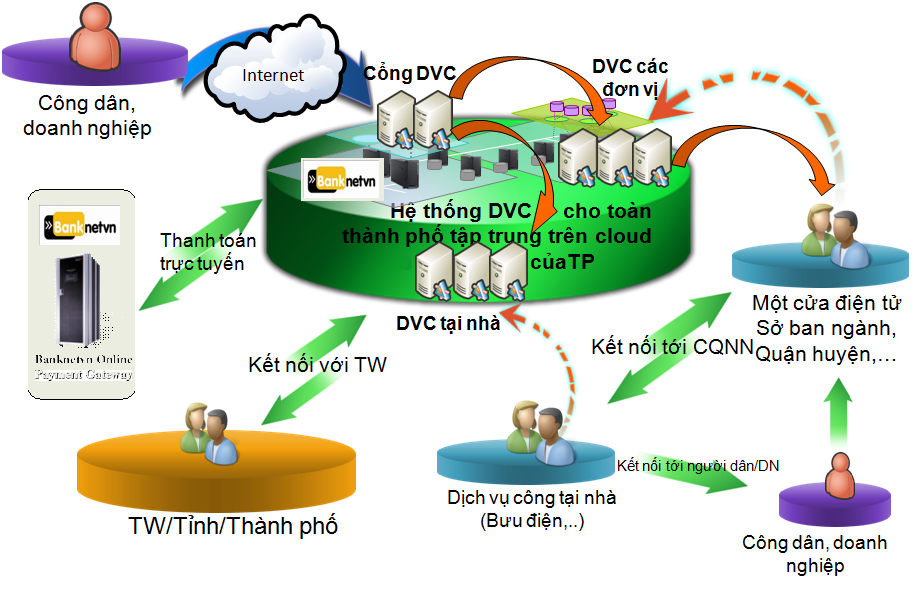 Internet
Cổng DVC
DVC các
đơn vị
Công dân,
doanh nghiệp
Banknetvn
Banknetvn
Hệ thống DVC cho toàn
thành phố tập trung trên cloud
củaTP
Thanh toán
trực tuyến
DVC tại nhà
Một cửa điện tử
Sở ban ngành,
Quận huyện,...
Kết nối tới CQNN
Banknetvn Online
Payment Gateway
Kết nối với TW
Kết nối tới người dân/DN
TW/Tỉnh/Thành phố
Dịch vụ công tại nhà
(Bưu điện,..)
Công dân, doanh
nghiệp